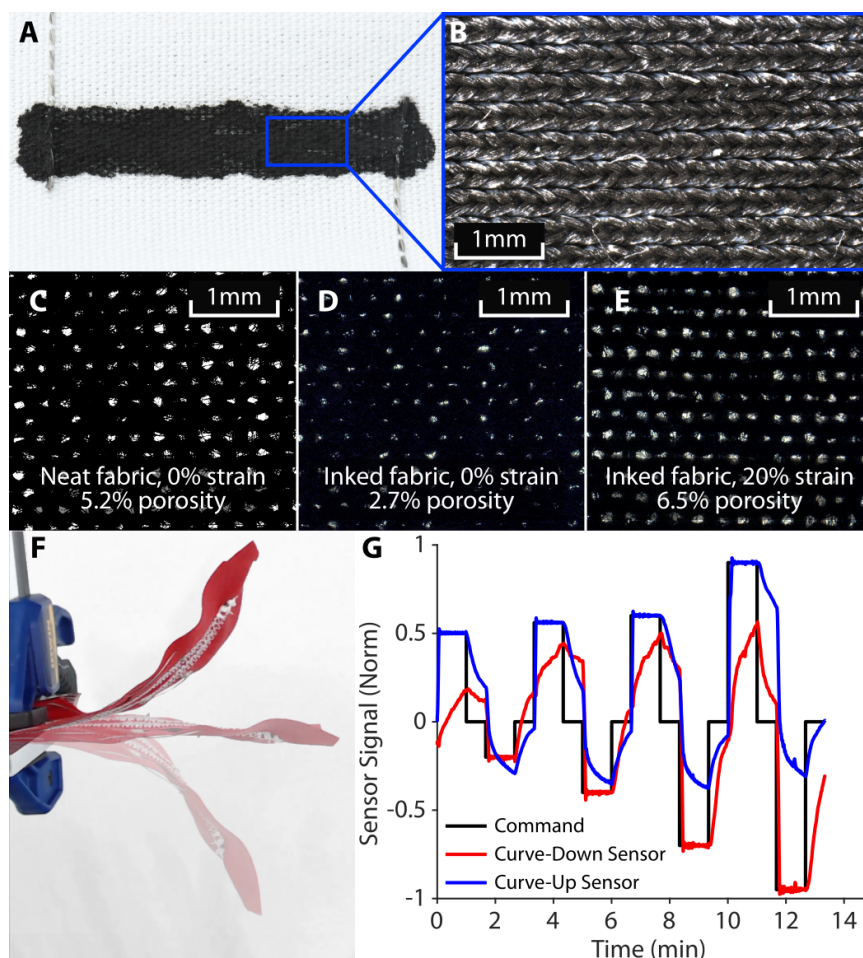 A
B
1mm
C
1mm
Neat fabric, 0% strain
5.2% porosity
D
1mm
Inked fabric, 0% strain
2.7% porosity
E
1mm
Inked fabric, 20% strain
6.5% porosity
F
G
Sensor Signal (Norm)
1
0.5
0
-0.5
-1
Command
Curve-Down Sensor
Curve-Up Sensor
0 2 4 6 8 10 12 14
Time (min)